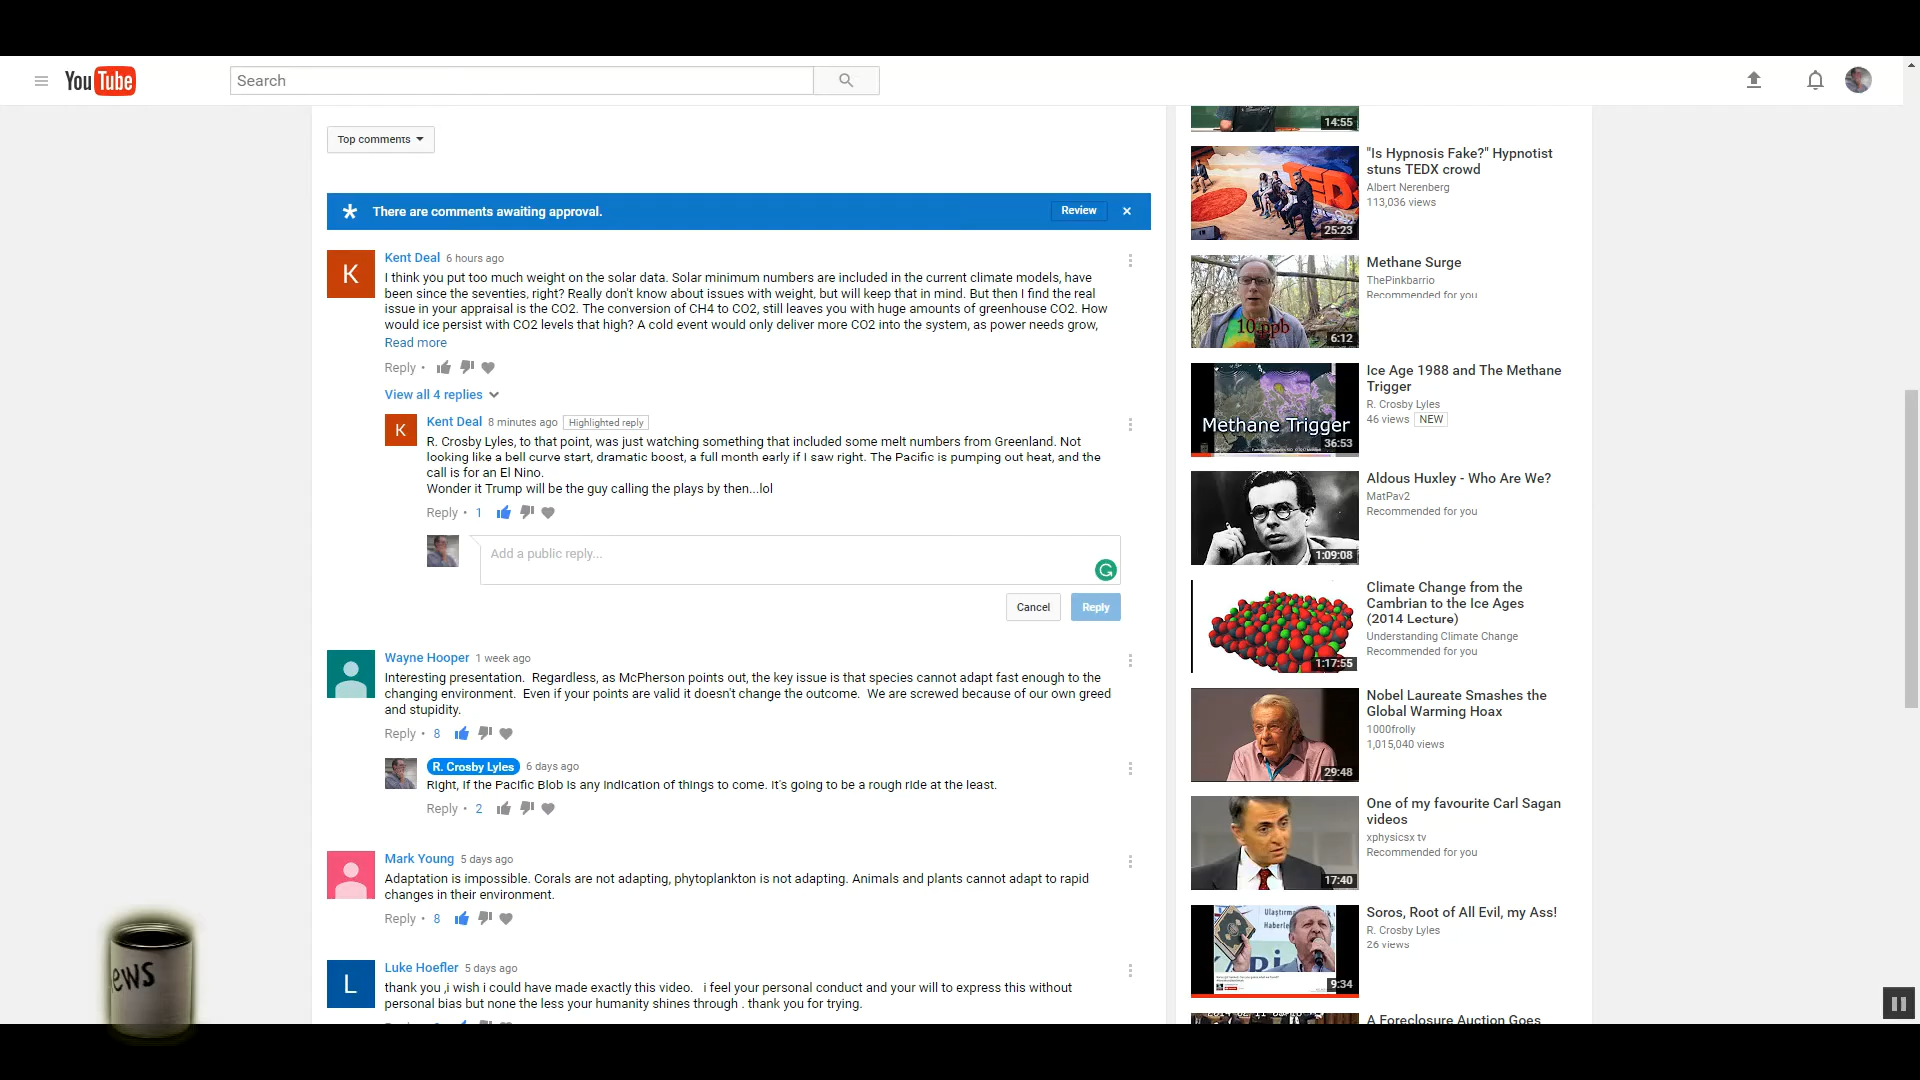 YouTube
Search
Top comments
There are comments awaiting approval.
Review
K
Kent Deal 6 hours ago
I think you put too much weight on the solar data. Solar minimum numbers are included in the current climate models, have
been since the seventies, right? Really don't know about issues with weight, but will keep that in mind. But then I find the real
issue in your appraisal is the CO2. The conversion of CH4 to CO2, still leaves you with huge amounts of greenhouse CO2. How
would ice persist with CO2 levels that high? A cold event would only deliver more CO2 into the system, as power needs grow,
Read more
Reply •
View all 4 replies
K
Kent Deal 8 minutes ago Highlighted reply
R. Crosby Lyles, to that point, was just watching something that included some melt numbers from Greenland. Not
looking like a bell curve start, dramatic boost, a full month early if I saw right. The Pacific is pumping out heat, and the
call is for an El Nino.
Wonder it Trump will be the guy calling the plays by then...lol
Reply • 1
Add a public reply...
Cancel
Reply
Wayne Hooper 1 week ago
Interesting presentation. Regardless, as McPherson points out, the key issue is that species cannot adapt fast enough to the
changing environment. Even if your points are valid it doesn't change the outcome. We are screwed because of our own greed
and stupidity.
Reply • 8
R. Crosby Lyles 6 days ago
Right, if the Pacific Blob is any indication of things to come. it's going to be a rough ride at the least.
Reply • 2
Mark Young 5 days ago
Adaptation is impossible. Corals are not adapting, phytoplankton is not adapting. Animals and plants cannot adapt to rapid
changes in their environment.
Reply • 8
L
Luke Hoefler 5 days ago
thank you ,i wish i could have made exactly this video. i feel your personal conduct and your will to express this without
personal bias but none the less your humanity shines through . thank you for trying.
14:55
TED
25:23
"Is Hypnosis Fake?" Hypnotist
stuns TEDX crowd
Albert Nerenberg
113,036 views
10 ppb
6:12
Methane Surge
ThePinkbarrio
Recommended for you
Methane Trigger
36:53
Ice Age 1988 and The Methane
Trigger
R. Crosby Lyles
46 views NEW
1:09:08
Aldous Huxley - Who Are We?
MatPav2
Recommended for you
1:17:55
Climate Change from the
Cambrian to the Ice Ages
(2014 Lecture)
Understanding Climate Change
Recommended for you
29:48
Nobel Laureate Smashes the
Global Warming Hoax
1000frolly
1,015,040 views
17:40
One of my favourite Carl Sagan
videos
xphysicsx tv
Recommended for you
Ulaştırma
Haberle
9:34
Soros, Root of All Evil, my Ass!
R. Crosby Lyles
26 views
A Foreclosure Auction Goes
ews